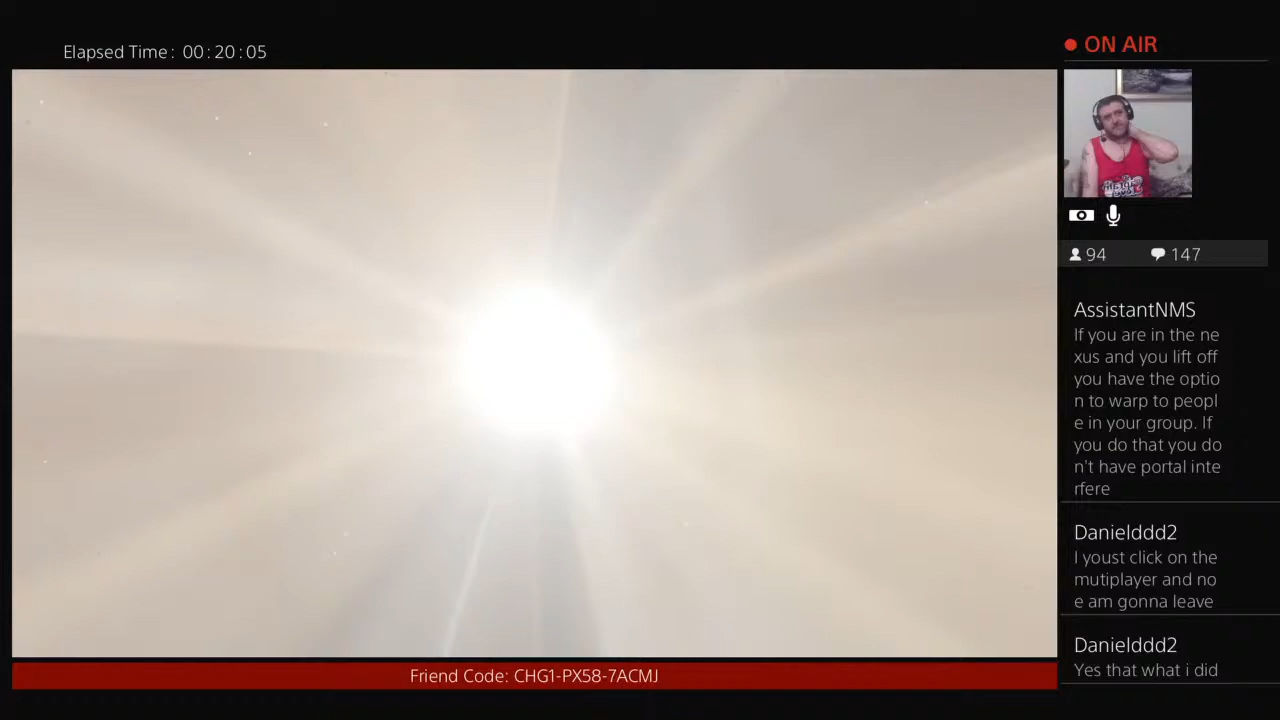 Elapsed Time: 00:20:05
ON AIR
94 147
AssistantNMS
If you are in the ne
xus and you lift off
you have the optio
n to warp to peopl
e in your group. If
you do that you do
n't have portal inte
rfere
Danielddd2
I youst click on the
mutiplayer and no
e am gonna leave
Danielddd2
Yes that what i did
Friend Code: CHG1-PX58-7ACMJ